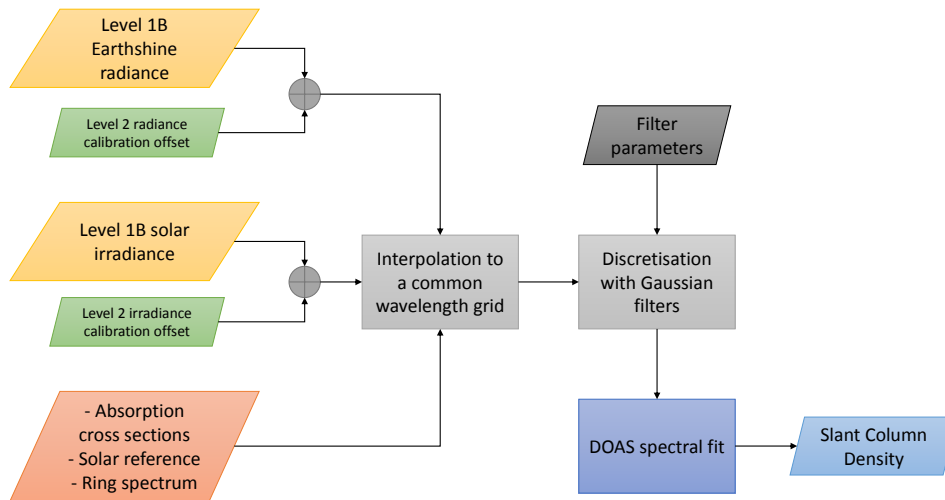 Level 1B
Earthshine
radiance
Level 2 radiance
calibration offset
Level 1B solar
irradiance
Level 2 irradiance
calibration offset
- Absorption
cross sections
- Solar reference
- Ring spectrum
Interpolation to
a common
wavelength grid
Filter
parameters
Discretisation
with Gaussian
filters
DOAS spectral fit
Slant Column
Density